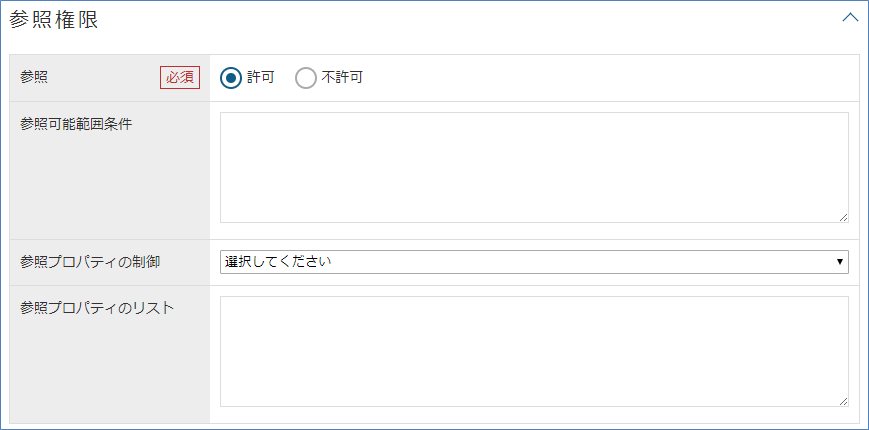 参照権限
参照 必須 許可 不許可
参照可能範囲条件
参照プロパティの制御 選択してください
参照プロパティのリスト